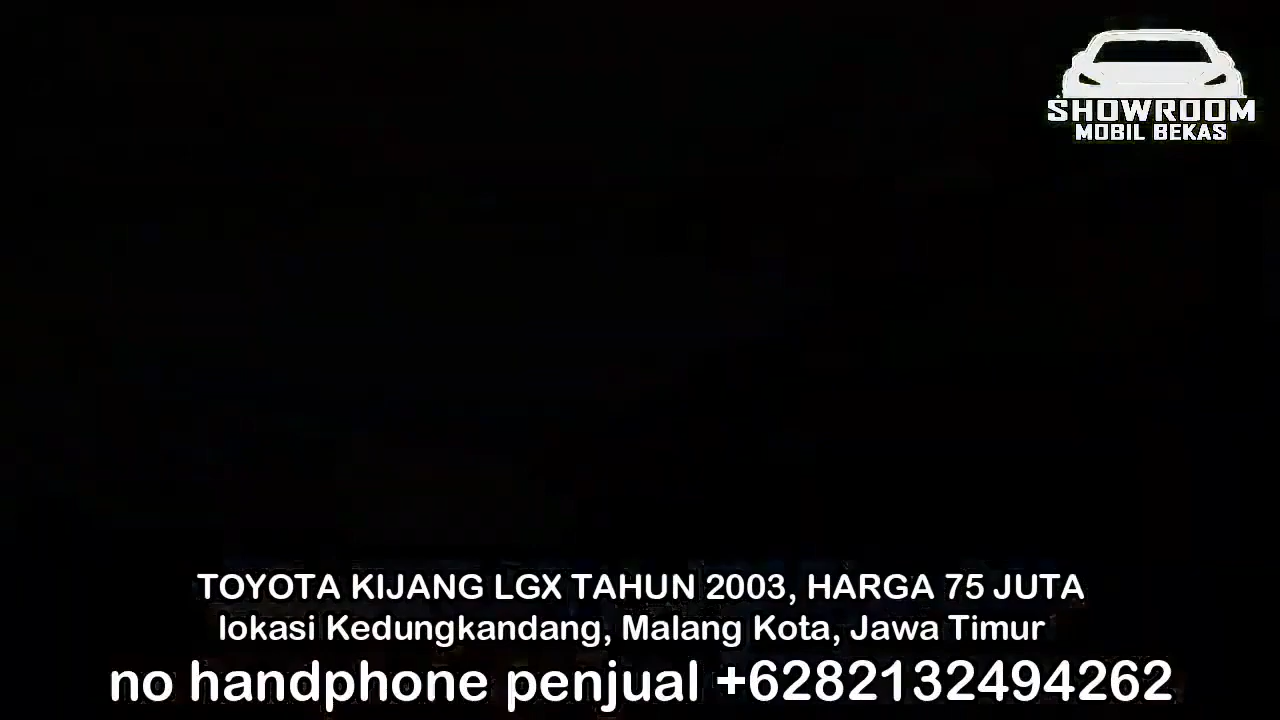 SHOWROOM
MOBIL BEKAS
TOYOTA KIJANG LGX TAHUN 2003, HARGA 75 JUTA
lokasi Kedungkandang, Malang Kota, Jawa Timur
no handphone penjual +6282132494262